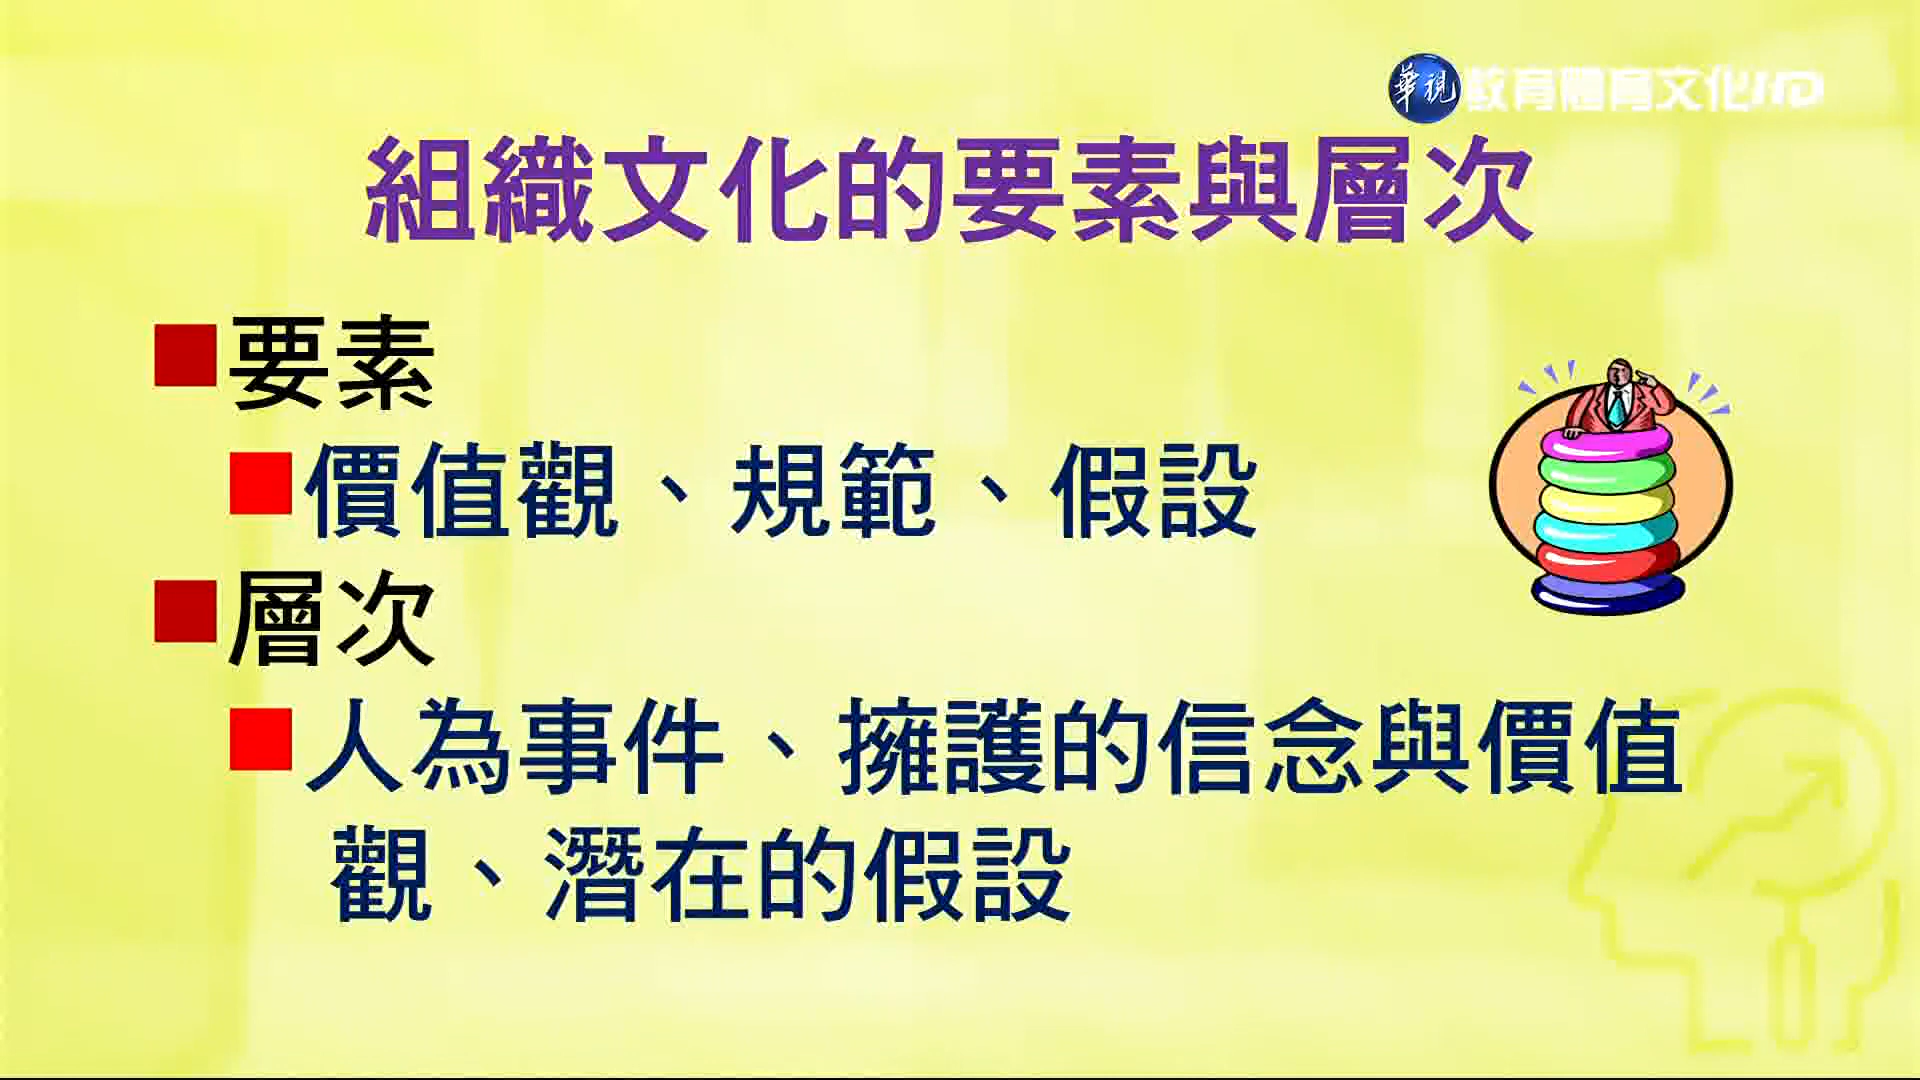 華視 教育體育文化HD
組織文化的要素與層次
要素
價值觀、規範、假設
層次
人為事件、擁護的信念與價值
觀、潛在的假設